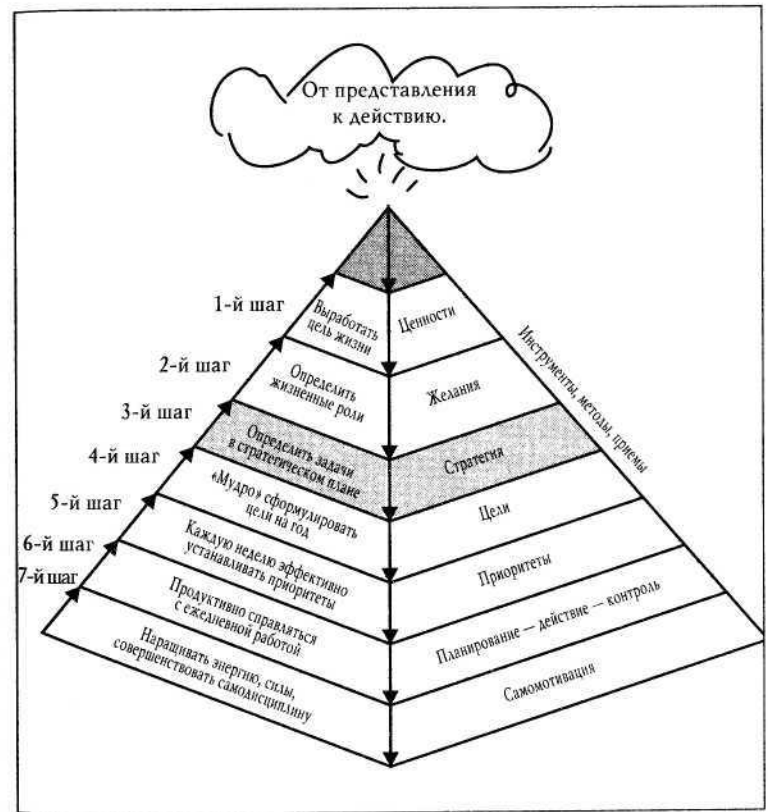 От представления
к действию.
1-й шаг
Выработать
цель жизни
Ценности
2-й шаг
Определить
жизненные роли
Желания
3-й шаг
Определить задачи
в стратегическом плане
Стратегия
4-й шаг
«Мудро» сформулировать
цели на год
Цели
5-й шаг
Каждую неделю эффективно
устанавливать приоритеты
Приоритеты
6-й шаг
Продуктивно справляться
с ежедневной работой
Планирование — действие — контроль
7-й шаг
Наращивать энергию, силы,
совершенствовать самодисциплину
Самомотивация
Инструменты, методы, приемы